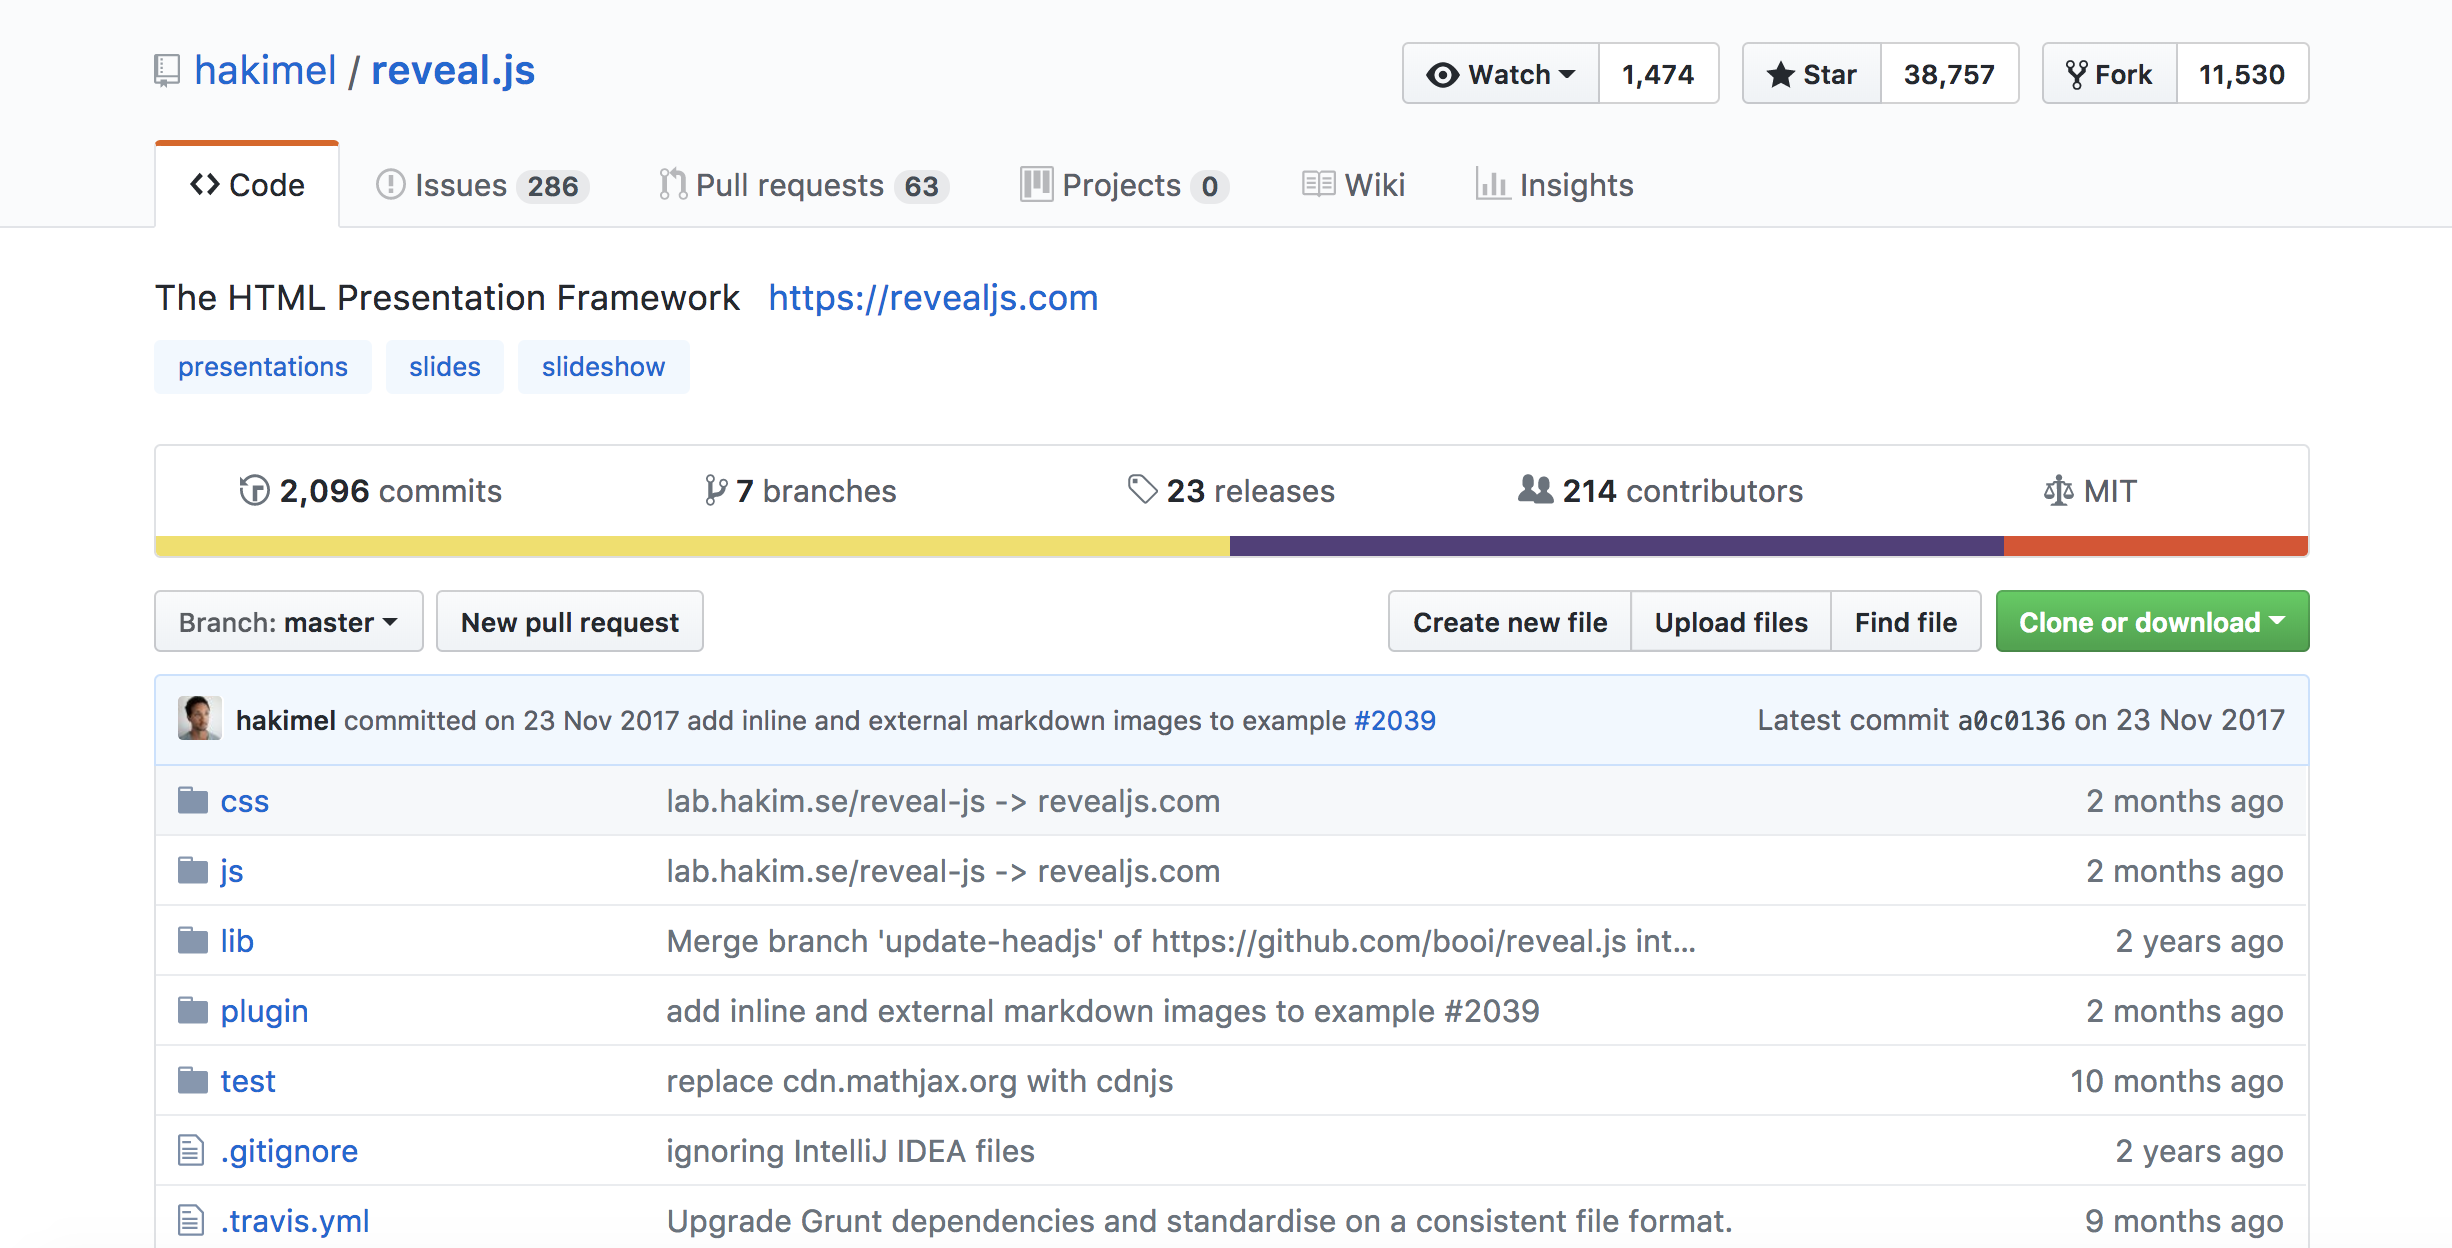 hakimel / reveal.js
Watch 1,474 Star 38,757 Fork 11,530
Code Issues 286 Pull requests 63 Projects 0 Wiki Insights
The HTML Presentation Framework https://revealjs.com
presentations slides slideshow
2,096 commits 7 branches 23 releases 214 contributors MIT
Branch: master New pull request Create new file Upload files Find file Clone or download
hakimel committed on 23 Nov 2017 add inline and external markdown images to example #2039 Latest commit a0c0136 on 23 Nov 2017
css lab.hakim.se/reveal-js -> revealjs.com 2 months ago
js lab.hakim.se/reveal-js -> revealjs.com 2 months ago
lib Merge branch 'update-headjs' of https://github.com/booi/reveal.js int... 2 years ago
plugin add inline and external markdown images to example #2039 2 months ago
test replace cdn.mathjax.org with cdnjs 10 months ago
.gitignore ignoring IntelliJ IDEA files 2 years ago
.travis.yml Upgrade Grunt dependencies and standardise on a consistent file format. 9 months ago